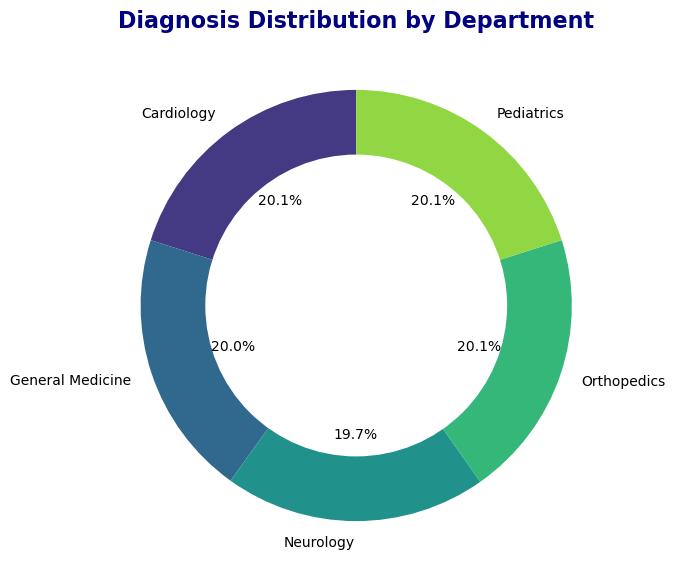 Diagnosis Distribution by Department
Cardiology
Pediatrics
20.1%
20.1%
20.0%
20.1%
General Medicine
Orthopedics
19.7%
Neurology